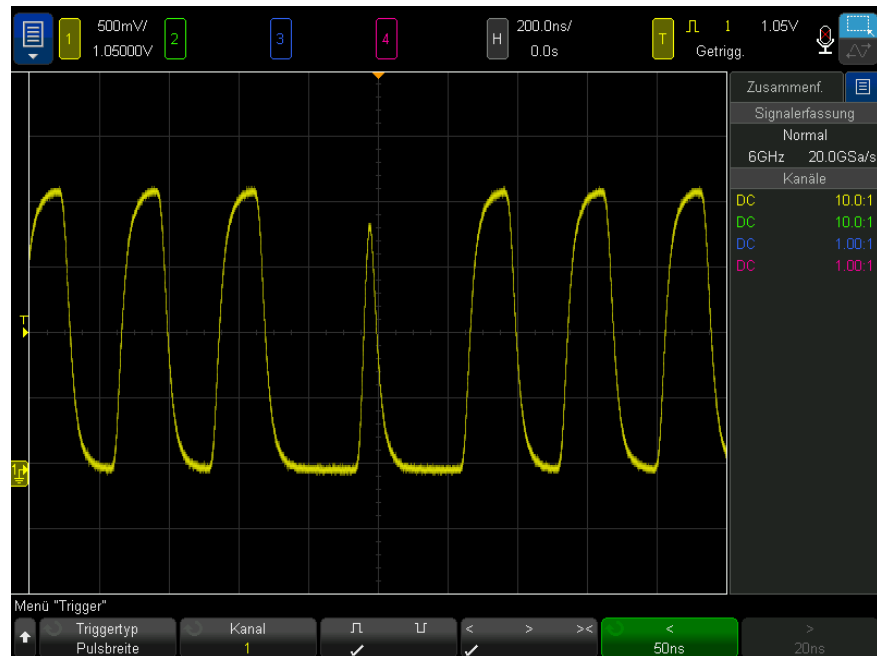 1 500mV/ 2 3 4 H 200.0ns/ T 1 1.05V
1.05000V 0.0s Getrigg.
Zusammenf.
Signalerfassung
Normal
6GHz 20.0GSa/s
Kanäle
DC 10.0:1
DC 10.0:1
DC 1.00:1
DC 1.00:1
T
1
Menü "Trigger"
Triggertyp Kanal < > >< < >
Pulsbreite 1 50ns 20ns